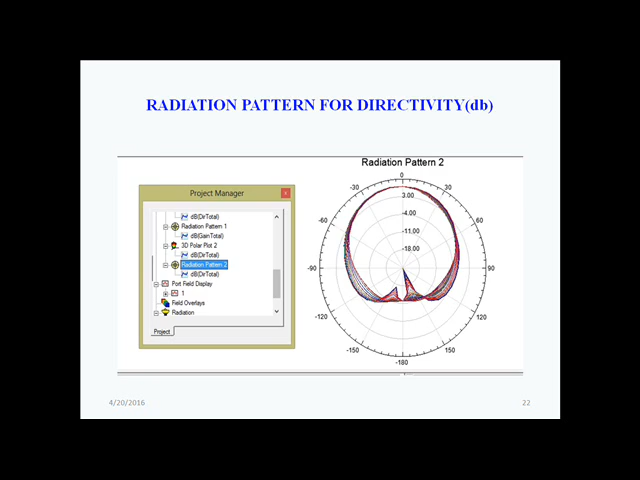 RADIATION PATTERN FOR DIRECTIVITY(db)
Project Manager
dB(DirTotal)
Radiation Pattern 1
dB(GainTotal)
3D Polar Plot 2
dB(DirTotal)
Radiation Pattern 2
dB(DirTotal)
Port Field Display
1
Field Overlays
Radiation
Project
Radiation Pattern 2
0
-30
30
3.00
-60
60
-4.00
-11.00
-18.00
-90
90
-120
120
-150
150
-180
4/20/2016
22